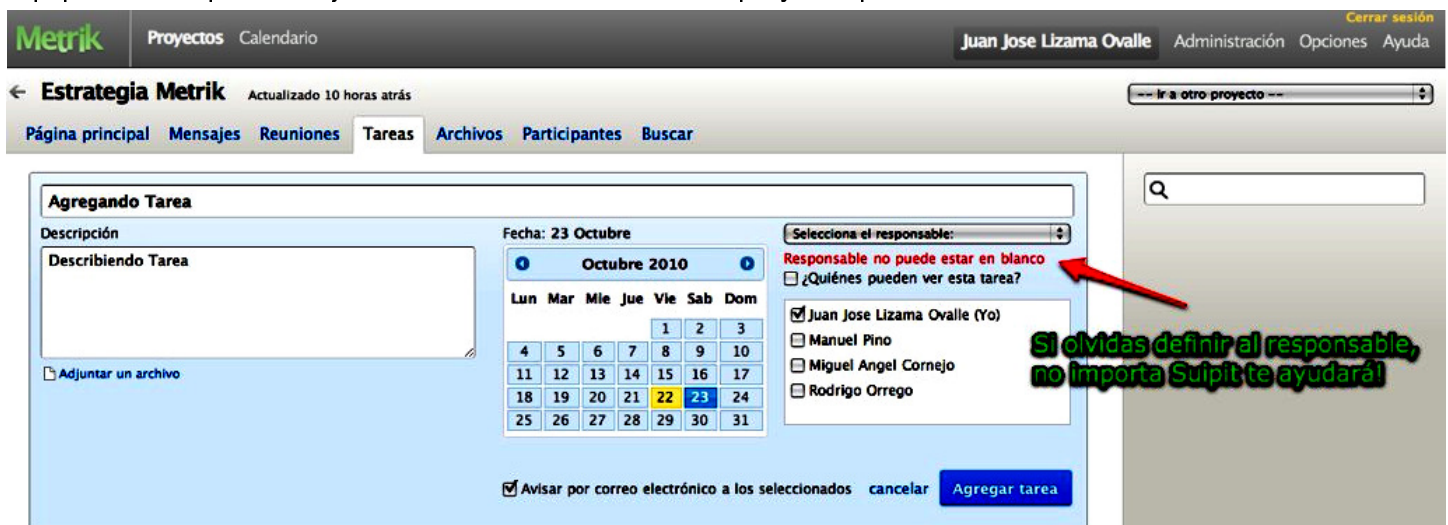 Cerrar sesión
Metrik Proyectos Calendario Juan Jose Lizama Ovalle Administración Opciones Ayuda
← Estrategia Metrik Actualizado 10 horas atrás -- Ir a otro proyecto --
Página principal Mensajes Reuniones Tareas Archivos Participantes Buscar
Agregando Tarea
Descripción
Describiendo Tarea
Adjuntar un archivo
Fecha: 23 Octubre
Octubre 2010
Lun Mar Mie Jue Vie Sab Dom
1 2 3
4 5 6 7 8 9 10
11 12 13 14 15 16 17
18 19 20 21 22 23 24
25 26 27 28 29 30 31
Selecciona el responsable:
Responsable no puede estar en blanco
¿Quiénes pueden ver esta tarea?
Juan Jose Lizama Ovalle (Yo)
Manuel Pino
Miguel Angel Cornejo
Rodrigo Orrego
Si olvidas definir al responsable,
no importa Suipit te ayudará!
Avisar por correo electrónico a los seleccionados cancelar Agregar tarea